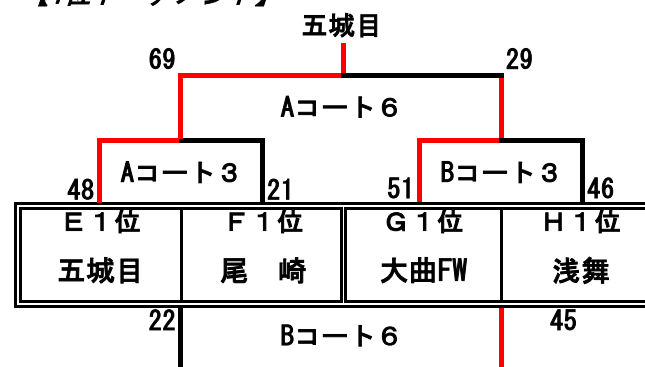 五城目
69 29
Aコート6
Aコート3 Bコート3
48 21 51 46
E1位 F1位 G1位 H1位
五城目 尾　崎 大曲FW 浅舞
22 45
Bコート6